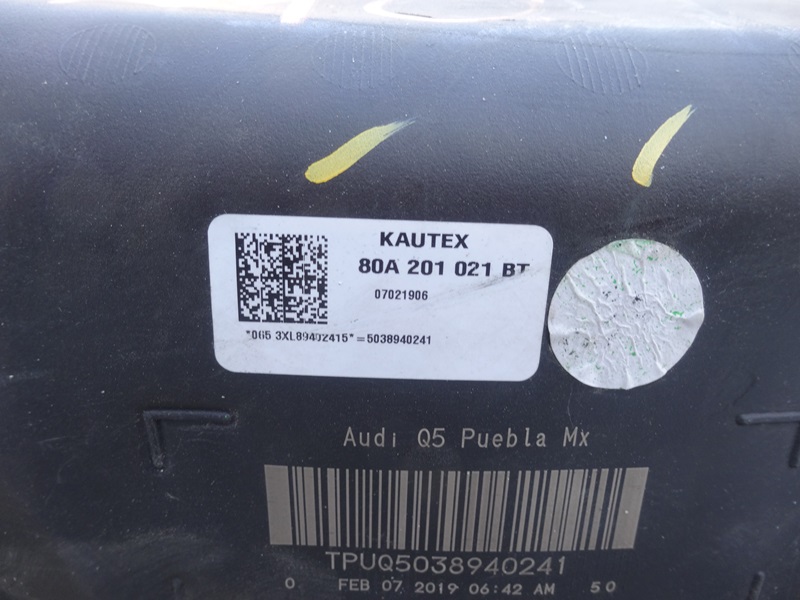 KAUTEX
80A 201 021 BT
07021906
*065 3XL89402415*=5038940241
Audi Q5 Puebla Mx
TPUQ5038940241
0 FEB 07 2019 06:42 AM 50